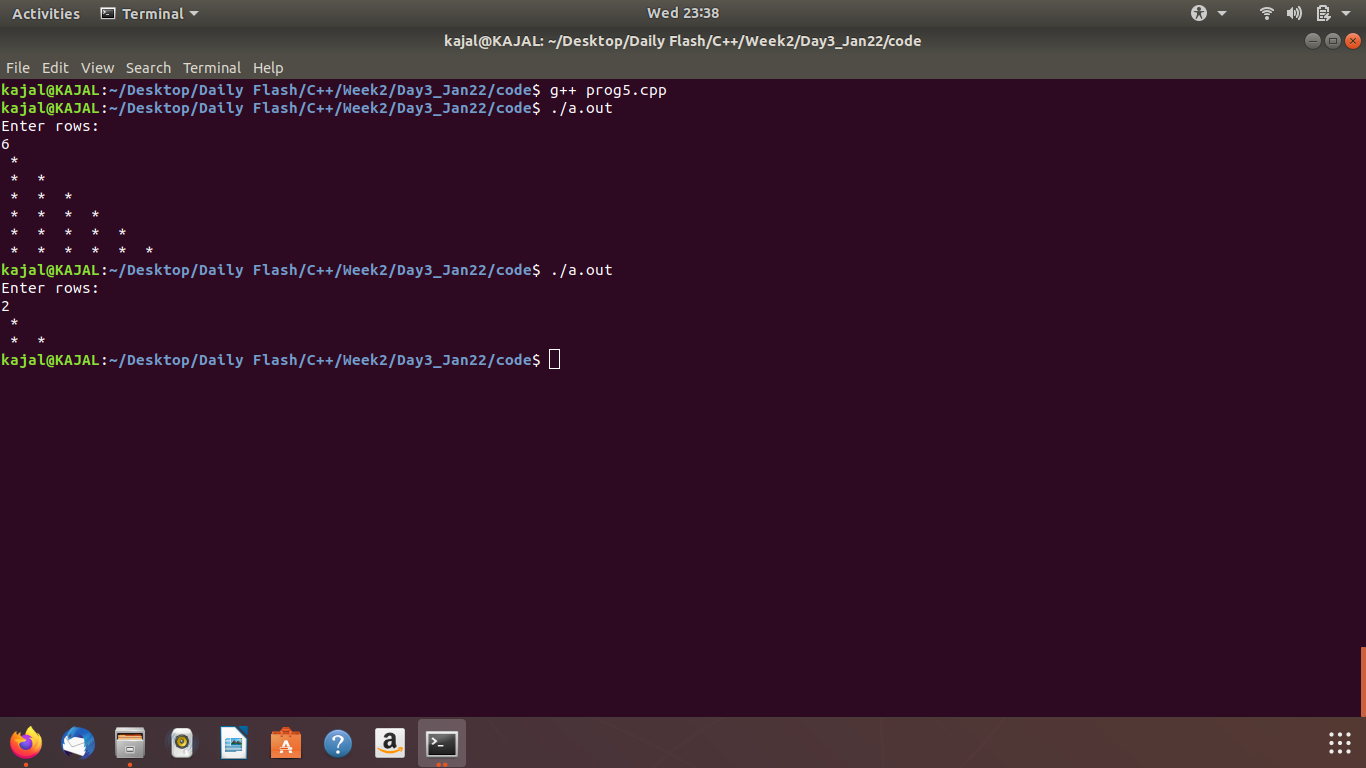 Activities Terminal Wed 23:38
kajal@KAJAL: ~/Desktop/Daily Flash/C++/Week2/Day3_Jan22/code
File Edit View Search Terminal Help
kajal@KAJAL:~/Desktop/Daily Flash/C++/Week2/Day3_Jan22/code$ g++ prog5.cpp
kajal@KAJAL:~/Desktop/Daily Flash/C++/Week2/Day3_Jan22/code$ ./a.out
Enter rows:
6
 *
 *  *
 *  *  *
 *  *  *  *
 *  *  *  *  *
 *  *  *  *  *  *
kajal@KAJAL:~/Desktop/Daily Flash/C++/Week2/Day3_Jan22/code$ ./a.out
Enter rows:
2
 *
 *  *
kajal@KAJAL:~/Desktop/Daily Flash/C++/Week2/Day3_Jan22/code$